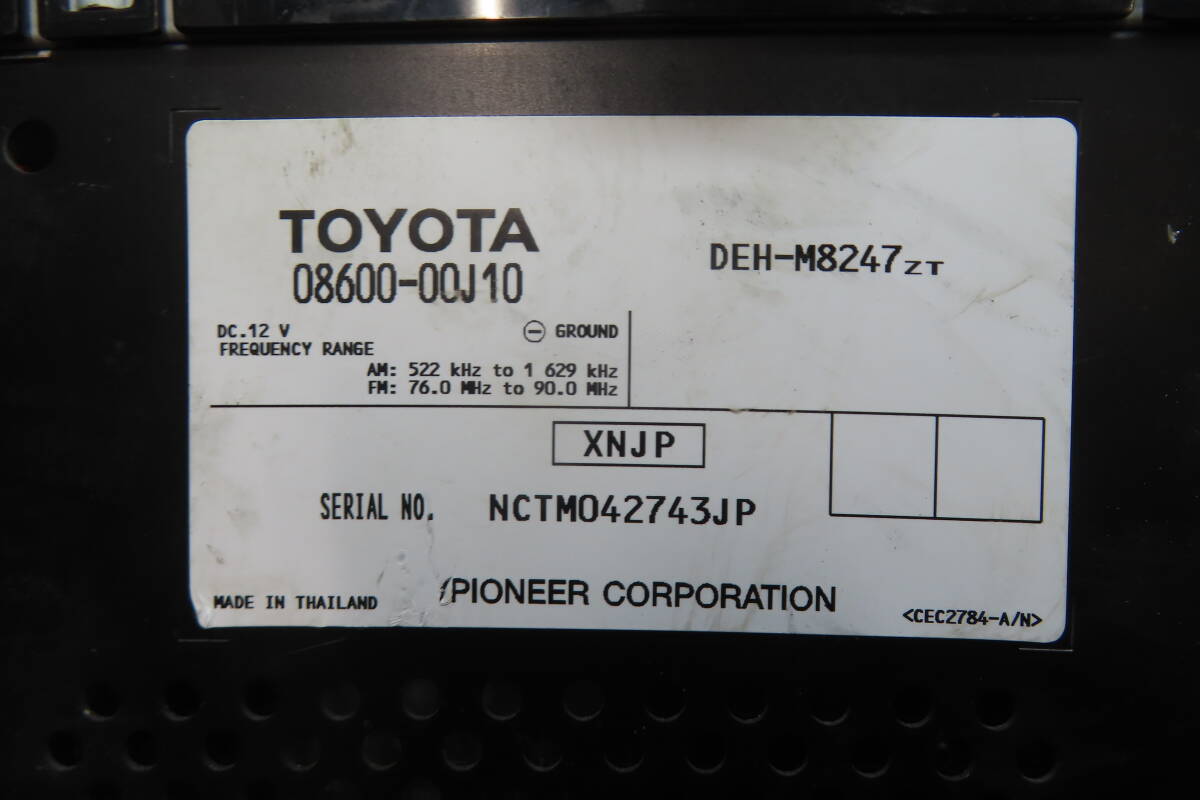 TOYOTA
08600-00J10
DEH-M8247ZT
DC.12 V ⊖ GROUND
FREQUENCY RANGE
AM: 522 kHz to 1 629 kHz
FM: 76.0 MHz to 90.0 MHz
XNJP
SERIAL NO. NCTM042743JP
MADE IN THAILAND
PIONEER CORPORATION
<CEC2784-A/N>